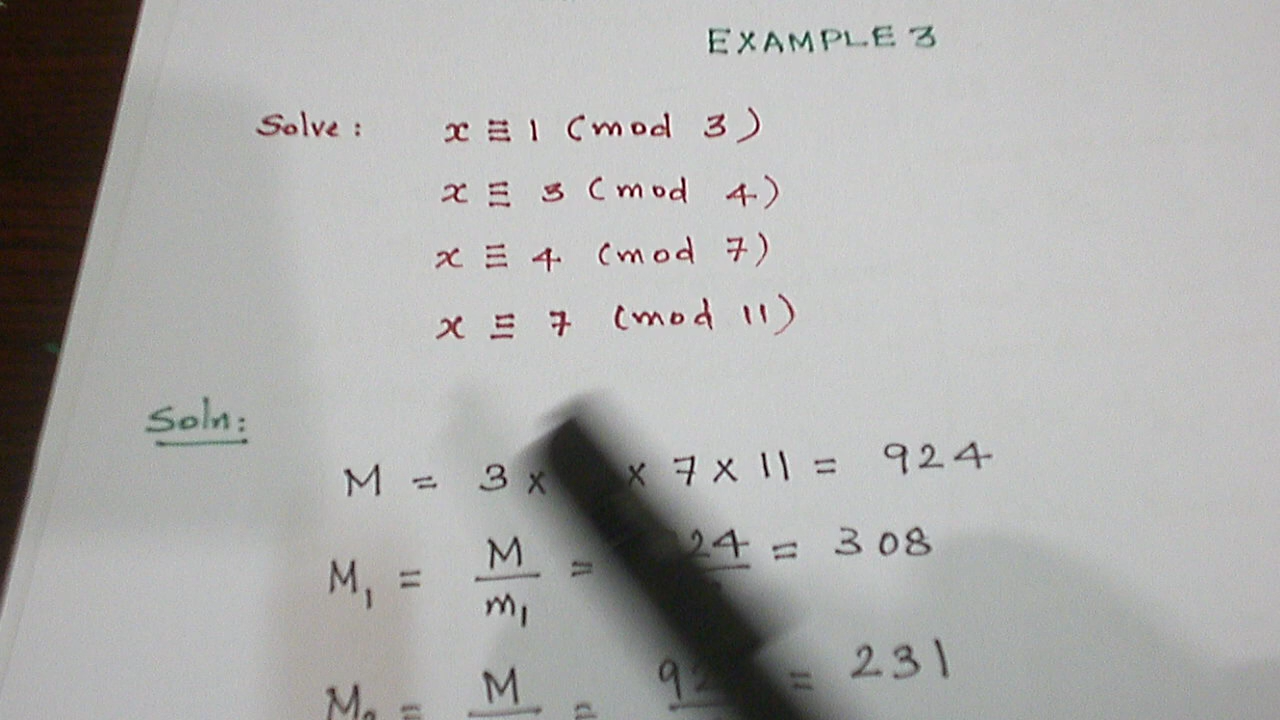 EXAMPLE 3
Solve: x ≡ 1 (mod 3)
x ≡ 3 (mod 4)
x ≡ 4 (mod 7)
x ≡ 7 (mod 11)
Soln:
M = 3 × × 7 × 11 = 924
M₁ = M/m₁ = 24 = 308
M = 9 = 231